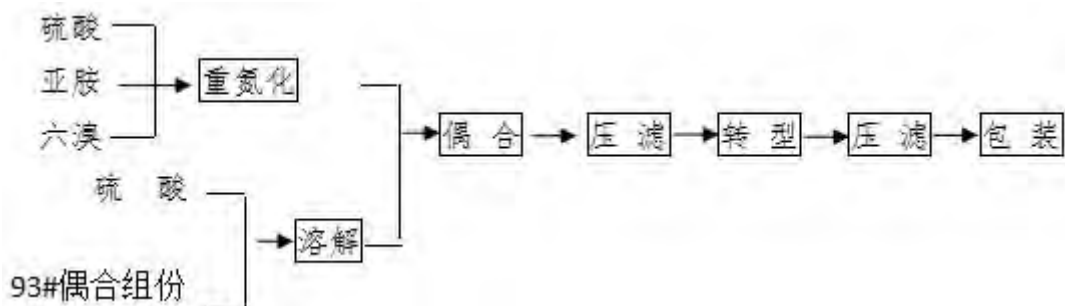 硫酸
亚胺
六溴
重氮化
硫 酸
93#偶合组份
溶解
偶 合
压 滤
转 型
压 滤
包 装